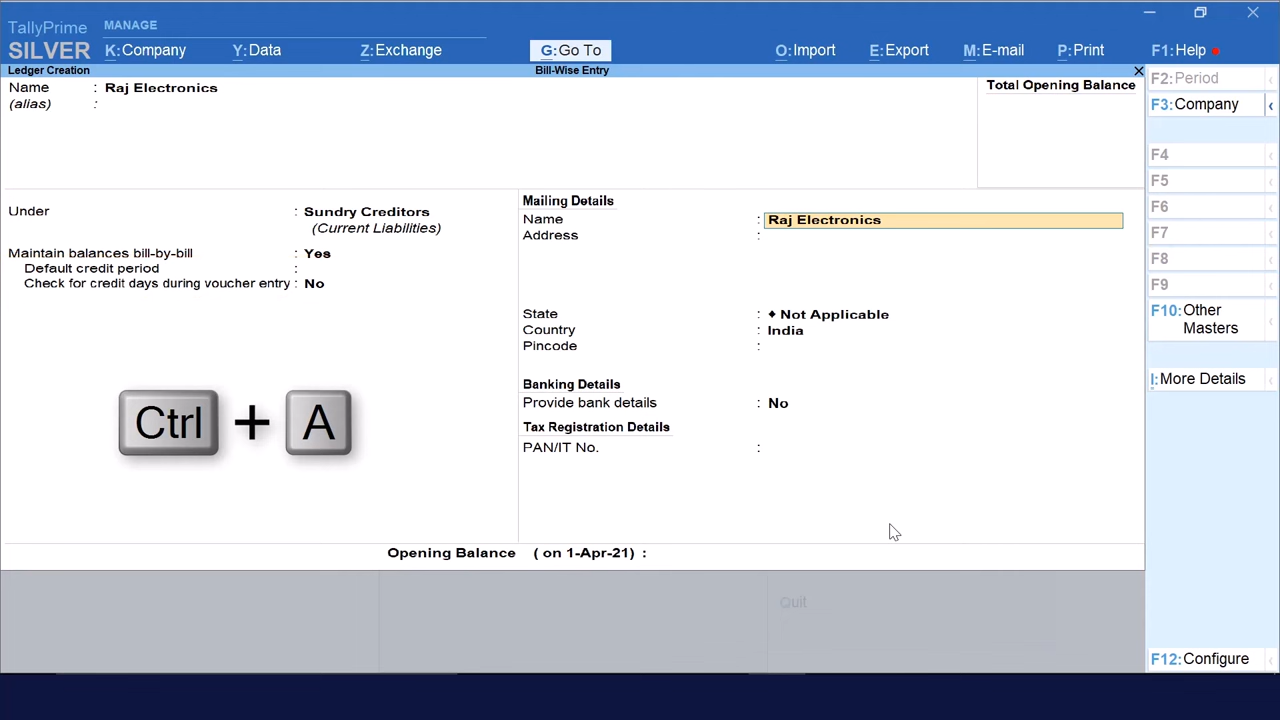 TallyPrime
MANAGE
SILVER
K:Company
Y:Data
Z:Exchange
G:Go To
O:Import
E:Export
M:E-mail
P:Print
F1:Help
Ledger Creation
Bill-Wise Entry
Name : Raj Electronics
(alias) :
Total Opening Balance
Under : Sundry Creditors
(Current Liabilities)
Maintain balances bill-by-bill : Yes
Default credit period :
Check for credit days during voucher entry : No
Mailing Details
Name : Raj Electronics
Address :
State : ♦ Not Applicable
Country : India
Pincode :
Banking Details
Provide bank details : No
Tax Registration Details
PAN/IT No. :
Ctrl + A
Opening Balance ( on 1-Apr-21) :
Quit
F2:Period
F3:Company
F4
F5
F6
F7
F8
F9
F10:Other
Masters
I:More Details
F12:Configure